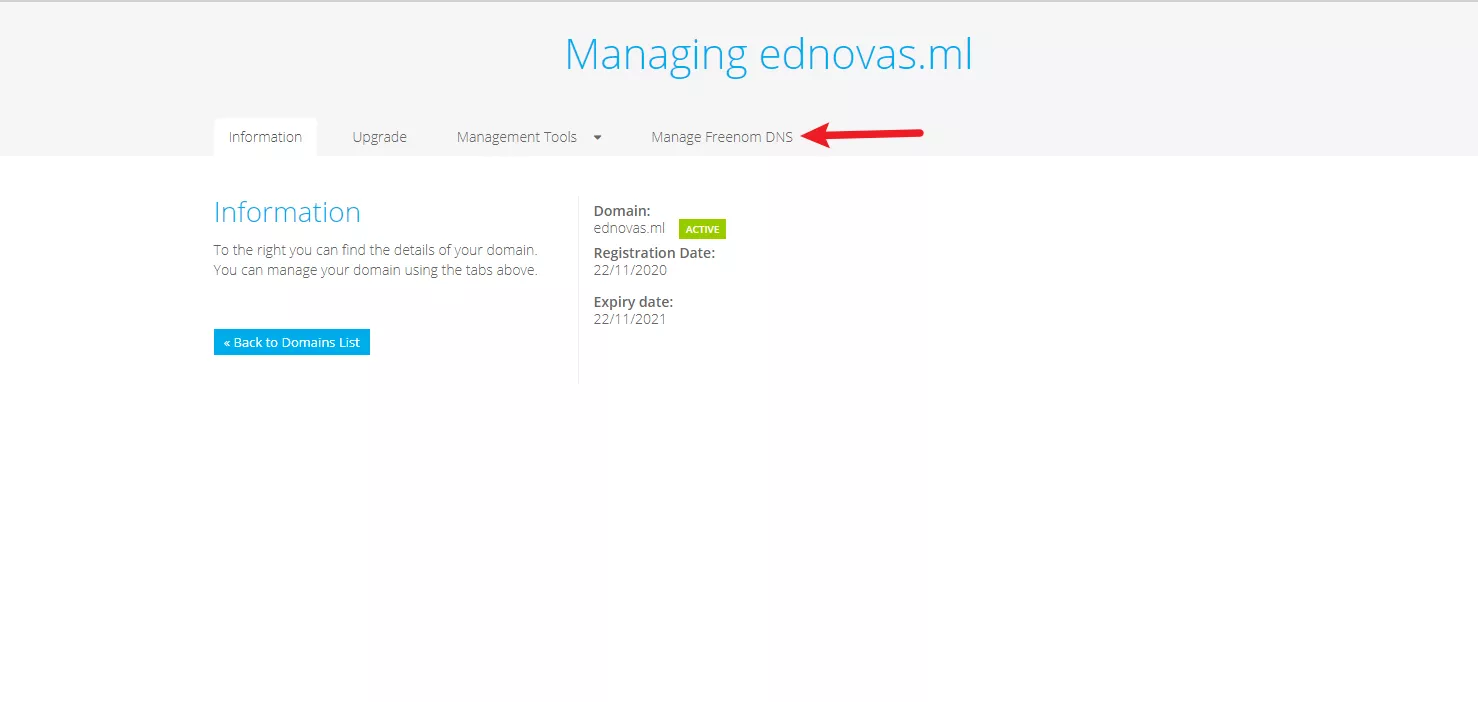 Managing ednovas.ml
Information
Upgrade
Management Tools
Manage Freenom DNS
Information
To the right you can find the details of your domain.
You can manage your domain using the tabs above.
« Back to Domains List
Domain:
ednovas.ml ACTIVE
Registration Date:
22/11/2020
Expiry date:
22/11/2021